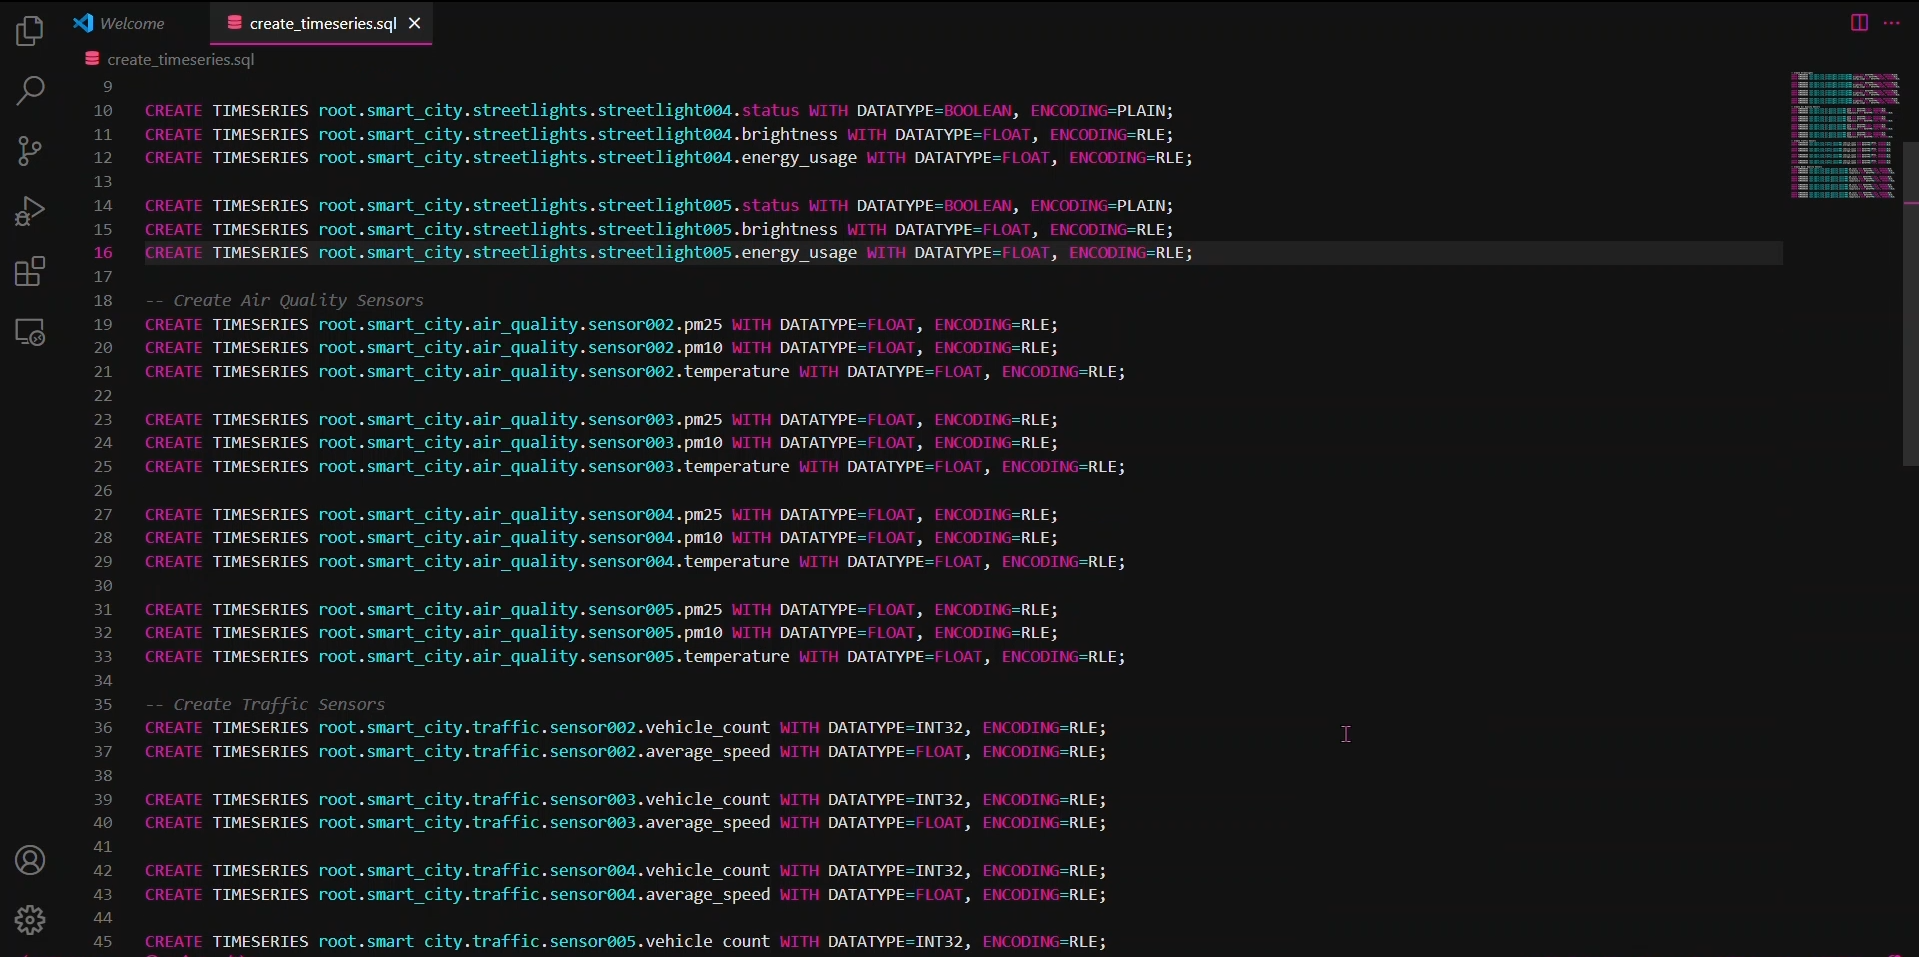 Welcome
create_timeseries.sql
create_timeseries.sql
9
10 CREATE TIMESERIES root.smart_city.streetlights.streetlight004.status WITH DATATYPE=BOOLEAN, ENCODING=PLAIN;
11 CREATE TIMESERIES root.smart_city.streetlights.streetlight004.brightness WITH DATATYPE=FLOAT, ENCODING=RLE;
12 CREATE TIMESERIES root.smart_city.streetlights.streetlight004.energy_usage WITH DATATYPE=FLOAT, ENCODING=RLE;
13
14 CREATE TIMESERIES root.smart_city.streetlights.streetlight005.status WITH DATATYPE=BOOLEAN, ENCODING=PLAIN;
15 CREATE TIMESERIES root.smart_city.streetlights.streetlight005.brightness WITH DATATYPE=FLOAT, ENCODING=RLE;
16 CREATE TIMESERIES root.smart_city.streetlights.streetlight005.energy_usage WITH DATATYPE=FLOAT, ENCODING=RLE;
17
18 -- Create Air Quality Sensors
19 CREATE TIMESERIES root.smart_city.air_quality.sensor002.pm25 WITH DATATYPE=FLOAT, ENCODING=RLE;
20 CREATE TIMESERIES root.smart_city.air_quality.sensor002.pm10 WITH DATATYPE=FLOAT, ENCODING=RLE;
21 CREATE TIMESERIES root.smart_city.air_quality.sensor002.temperature WITH DATATYPE=FLOAT, ENCODING=RLE;
22
23 CREATE TIMESERIES root.smart_city.air_quality.sensor003.pm25 WITH DATATYPE=FLOAT, ENCODING=RLE;
24 CREATE TIMESERIES root.smart_city.air_quality.sensor003.pm10 WITH DATATYPE=FLOAT, ENCODING=RLE;
25 CREATE TIMESERIES root.smart_city.air_quality.sensor003.temperature WITH DATATYPE=FLOAT, ENCODING=RLE;
26
27 CREATE TIMESERIES root.smart_city.air_quality.sensor004.pm25 WITH DATATYPE=FLOAT, ENCODING=RLE;
28 CREATE TIMESERIES root.smart_city.air_quality.sensor004.pm10 WITH DATATYPE=FLOAT, ENCODING=RLE;
29 CREATE TIMESERIES root.smart_city.air_quality.sensor004.temperature WITH DATATYPE=FLOAT, ENCODING=RLE;
30
31 CREATE TIMESERIES root.smart_city.air_quality.sensor005.pm25 WITH DATATYPE=FLOAT, ENCODING=RLE;
32 CREATE TIMESERIES root.smart_city.air_quality.sensor005.pm10 WITH DATATYPE=FLOAT, ENCODING=RLE;
33 CREATE TIMESERIES root.smart_city.air_quality.sensor005.temperature WITH DATATYPE=FLOAT, ENCODING=RLE;
34
35 -- Create Traffic Sensors
36 CREATE TIMESERIES root.smart_city.traffic.sensor002.vehicle_count WITH DATATYPE=INT32, ENCODING=RLE;
37 CREATE TIMESERIES root.smart_city.traffic.sensor002.average_speed WITH DATATYPE=FLOAT, ENCODING=RLE;
38
39 CREATE TIMESERIES root.smart_city.traffic.sensor003.vehicle_count WITH DATATYPE=INT32, ENCODING=RLE;
40 CREATE TIMESERIES root.smart_city.traffic.sensor003.average_speed WITH DATATYPE=FLOAT, ENCODING=RLE;
41
42 CREATE TIMESERIES root.smart_city.traffic.sensor004.vehicle_count WITH DATATYPE=INT32, ENCODING=RLE;
43 CREATE TIMESERIES root.smart_city.traffic.sensor004.average_speed WITH DATATYPE=FLOAT, ENCODING=RLE;
44
45 CREATE TIMESERIES root.smart_city.traffic.sensor005.vehicle_count WITH DATATYPE=INT32, ENCODING=RLE;